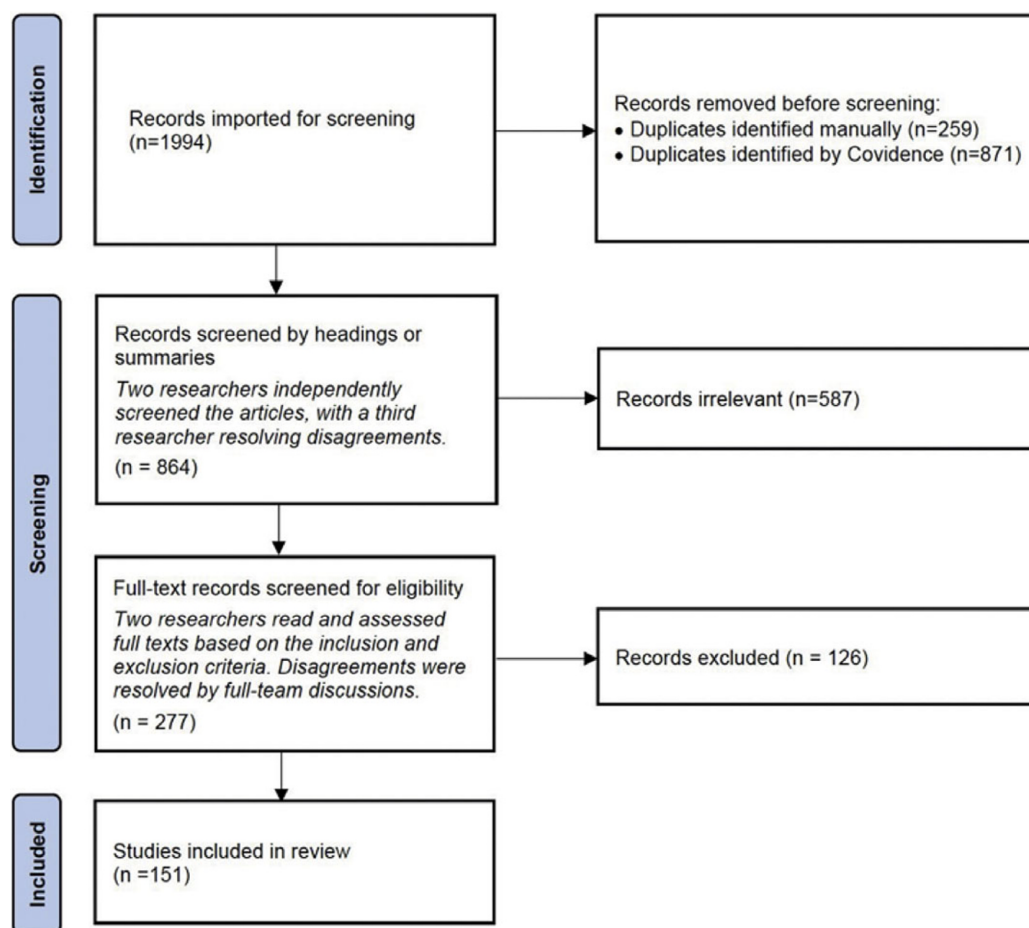 Identification
Records imported for screening
(n=1994)
Records removed before screening:
• Duplicates identified manually (n=259)
• Duplicates identified by Covidence (n=871)
Screening
Records screened by headings or
summaries
Two researchers independently
screened the articles, with a third
researcher resolving disagreements.
(n = 864)
Records irrelevant (n=587)
Full-text records screened for eligibility
Two researchers read and assessed
full texts based on the inclusion and
exclusion criteria. Disagreements were
resolved by full-team discussions.
(n = 277)
Records excluded (n = 126)
Included
Studies included in review
(n =151)